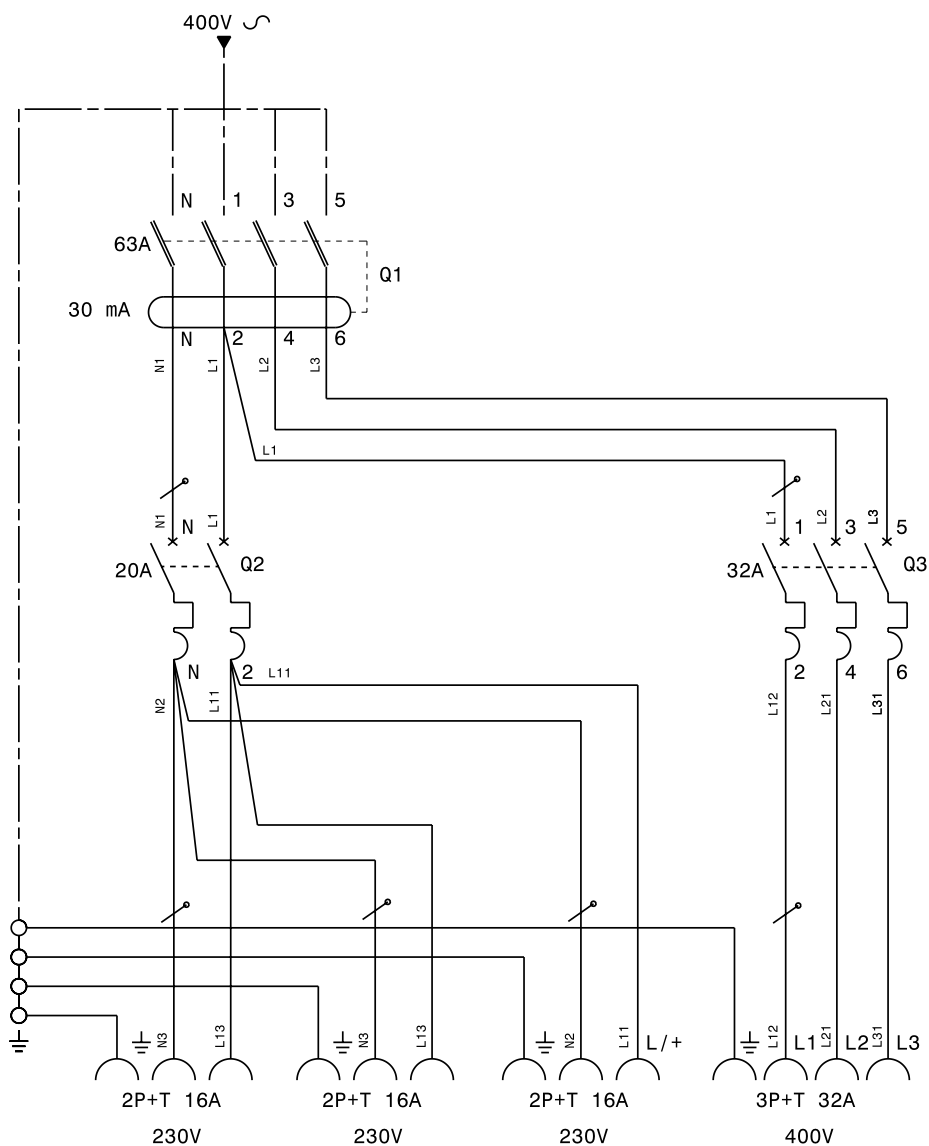 400V
N 1 3 5
63A
Q1
30 mA
N 2 4 6
N1 L1 L2 L3
L1
N1 N L1
L1 1 L2 3 L3 5
20A Q2
32A Q3
N 2 L11
2 4 6
N2 L11
L12 L21 L31
N3 L13 N3 L13 N2 L11 L/+ L12 L1 L21 L2 L31 L3
2P+T 16A 2P+T 16A 2P+T 16A 3P+T 32A
230V 230V 230V 400V